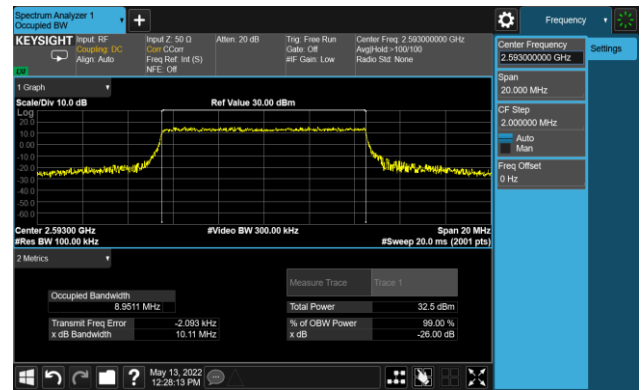 Spectrum Analyzer 1
Occupied BW
Frequency
KEYSIGHT
Input: RF
Coupling: DC
Align: Auto
Input Z: 50 Ω
Corr CCorr
Freq Ref: Int (S)
NFE: Off
Atten: 20 dB
Trig: Free Run
Gate: Off
#IF Gain: Low
Center Freq: 2.593000000 GHz
Avg|Hold:>100/100
Radio Std: None
Center Frequency
2.593000000 GHz
Settings
Span
20.000 MHz
CF Step
2.000000 MHz
Auto
Man
Freq Offset
0 Hz
1 Graph
Scale/Div 10.0 dB
Ref Value 30.00 dBm
Log
20.0
10.0
0.00
-10.0
-20.0
-30.0
-40.0
-50.0
-60.0
Center 2.59300 GHz
#Video BW 300.00 kHz
Span 20 MHz
#Res BW 100.00 kHz
#Sweep 20.0 ms (2001 pts)
2 Metrics
Measure Trace
Trace 1
Occupied Bandwidth
8.9511 MHz
Total Power
32.5 dBm
Transmit Freq Error
-2.093 kHz
% of OBW Power
99.00 %
x dB Bandwidth
10.11 MHz
x dB
-26.00 dB
?
May 13, 2022
12:28:13 PM